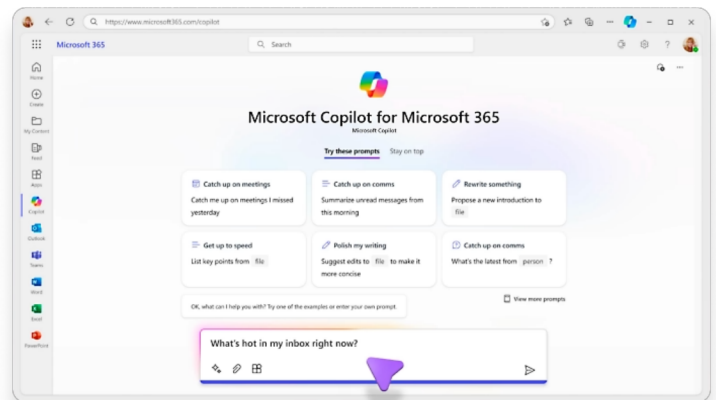 https://www.microsoft365.com/copilot
Microsoft 365
Search
Home
Create
My Content
Feed
Apps
Copilot
Outlook
Teams
Word
Excel
PowerPoint
Microsoft Copilot for Microsoft 365
Microsoft Copilot
Try these prompts Stay on top
Catch up on meetings
Catch me up on meetings I missed
yesterday
Catch up on comms
Summarize unread messages from
this morning
Rewrite something
Propose a new introduction to
file
Get up to speed
List key points from file
Polish my writing
Suggest edits to file to make it
more concise
Catch up on comms
What's the latest from person ?
View more prompts
OK, what can I help you with? Try one of the examples or enter your own prompt.
What's hot in my inbox right now?